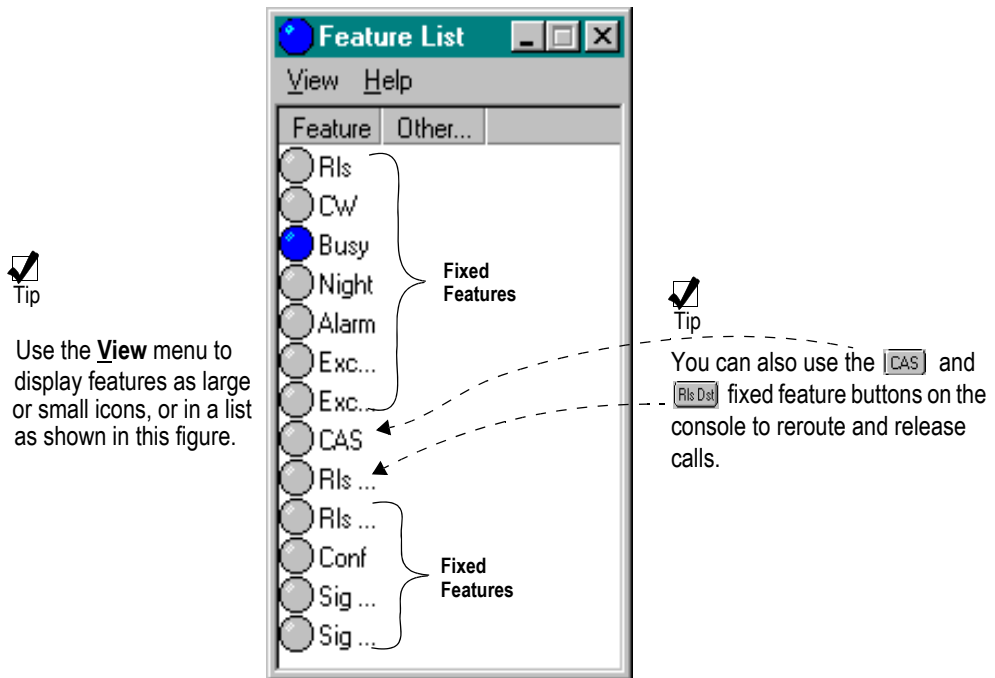 Feature List
View Help
Feature Other...
Rls
CW
Busy
Night
Alarm
Exc...
Exc...
CAS
Rls ...
Rls ...
Conf
Sig ...
Sig ...
Fixed
Features
Fixed
Features
Tip
Use the View menu to
display features as large
or small icons, or in a list
as shown in this figure.
Tip
You can also use the CAS and
Rls Dst fixed feature buttons on the
console to reroute and release
calls.